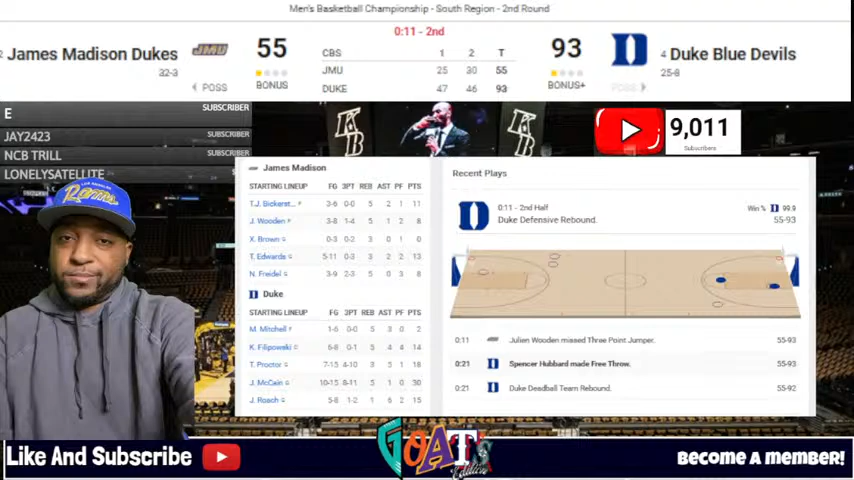 Men's Basketball Championship - South Region - 2nd Round
0:11 - 2nd
James Madison Dukes
32-3
JMU
POSS
55
BONUS
CBS 1 2 T
JMU 25 30 55
DUKE 47 46 93
93
BONUS+
POSS
4 Duke Blue Devils
25-8
E SUBSCRIBER
JAY2423 SUBSCRIBER
NCB TRILL SUBSCRIBER
LONELYSATELLITE
9,011
Subscribers
James Madison
STARTING LINEUP FG 3PT REB AST PF PTS
T.J. Bickerst... F 3-6 0-0 5 2 1 11
J. Wooden F 3-8 1-4 5 1 2 8
X. Brown G 0-3 0-2 3 0 1 0
T. Edwards G 5-11 0-3 3 2 2 13
N. Freidel G 3-9 2-3 5 0 3 8
Duke
STARTING LINEUP FG 3PT REB AST PF PTS
M. Mitchell F 1-6 0-0 5 3 0 2
K. Filipowski 6-8 0-1 5 4 4 14
T. Proctor G 7-15 4-10 3 5 1 18
J. McCain G 10-15 8-11 5 1 0 30
J. Roach G 5-8 1-2 1 6 2 15
Recent Plays
0:11 - 2nd Half
Duke Defensive Rebound.
Win % 99.9
55-93
0:11 Julien Wooden missed Three Point Jumper. 55-93
0:21 Spencer Hubbard made Free Throw. 55-93
0:21 Duke Deadball Team Rebound. 55-92
Like And Subscribe
GOATS
Edition
Become a member!